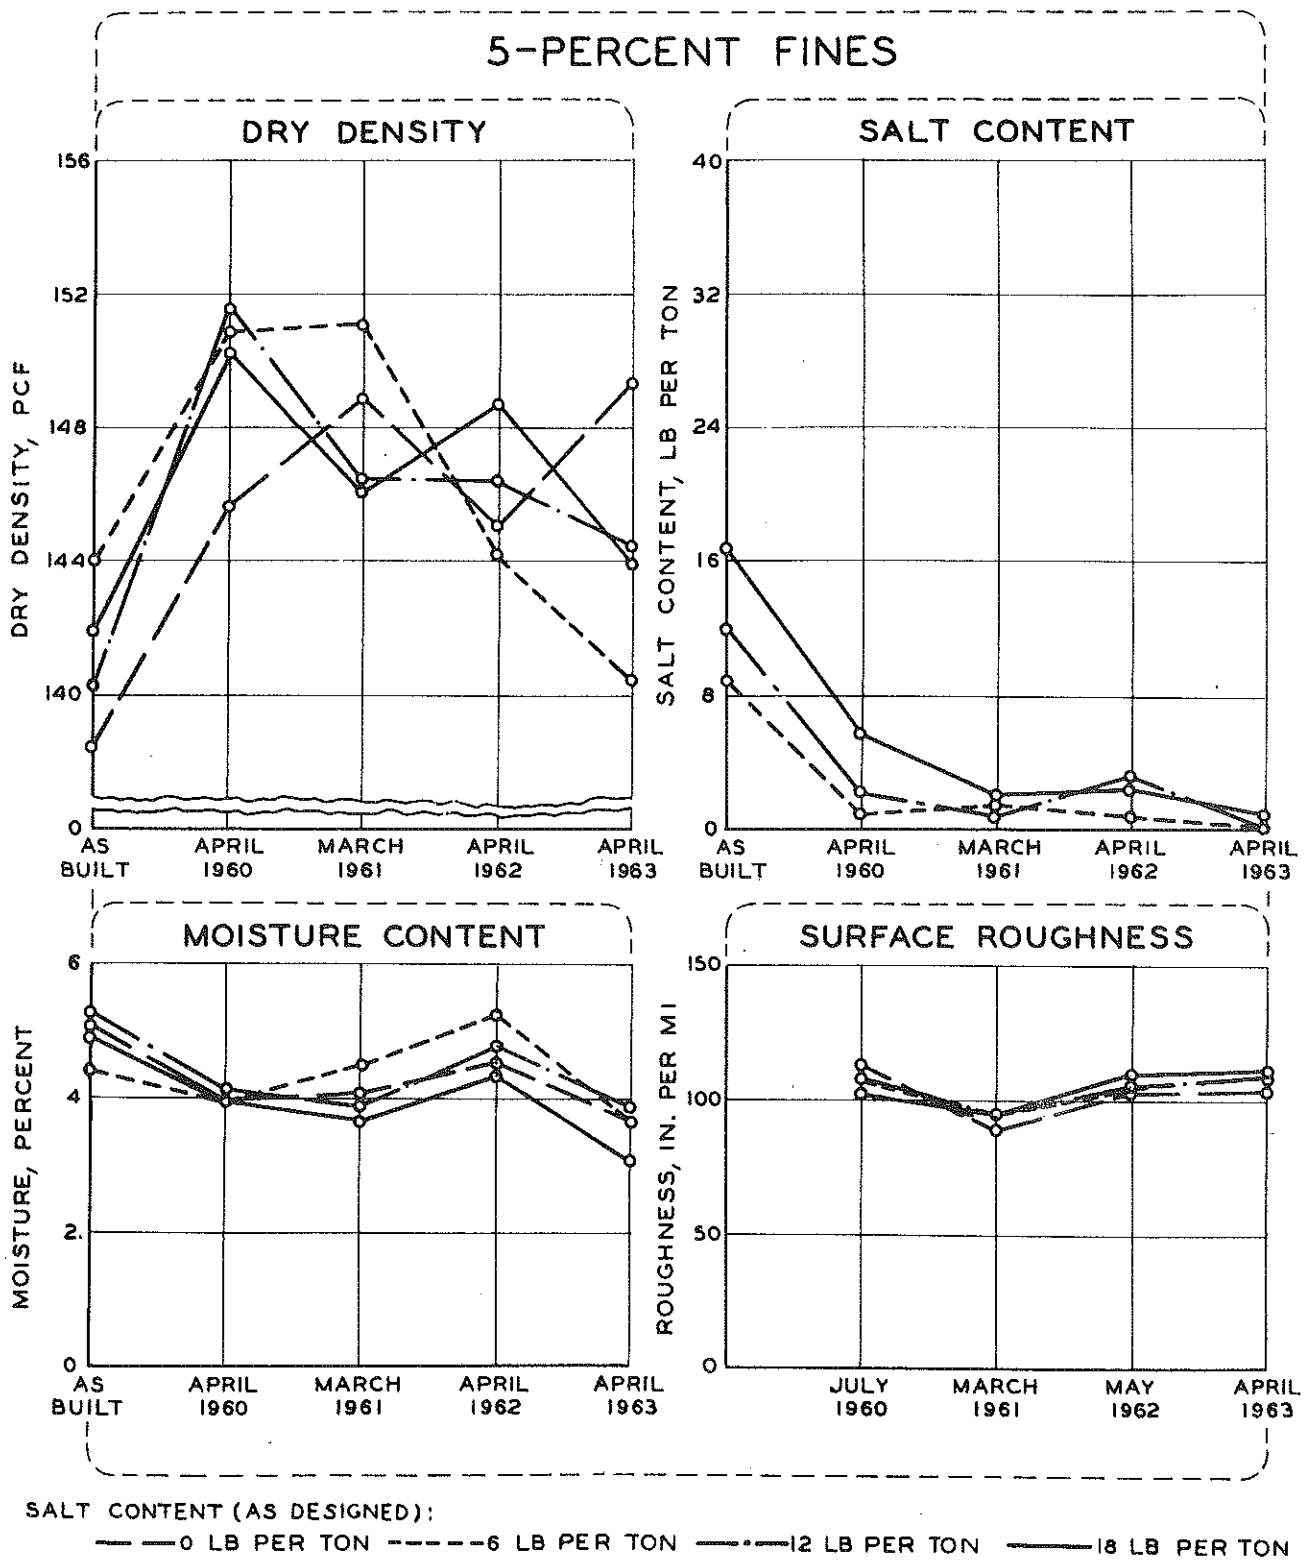 5-PERCENT FINES
DRY DENSITY
DRY DENSITY, PCF
156
152
148
144
140
0
AS BUILT
APRIL 1960
MARCH 1961
APRIL 1962
APRIL 1963
SALT CONTENT
SALT CONTENT, LB PER TON
40
32
24
16
8
0
AS BUILT
APRIL 1960
MARCH 1961
APRIL 1962
APRIL 1963
MOISTURE CONTENT
MOISTURE, PERCENT
6
4
2.
0
AS BUILT
APRIL 1960
MARCH 1961
APRIL 1962
APRIL 1963
SURFACE ROUGHNESS
ROUGHNESS, IN. PER MI
150
100
50
0
JULY 1960
MARCH 1961
MAY 1962
APRIL 1963
SALT CONTENT (AS DESIGNED):
0 LB PER TON 6 LB PER TON 12 LB PER TON 18 LB PER TON